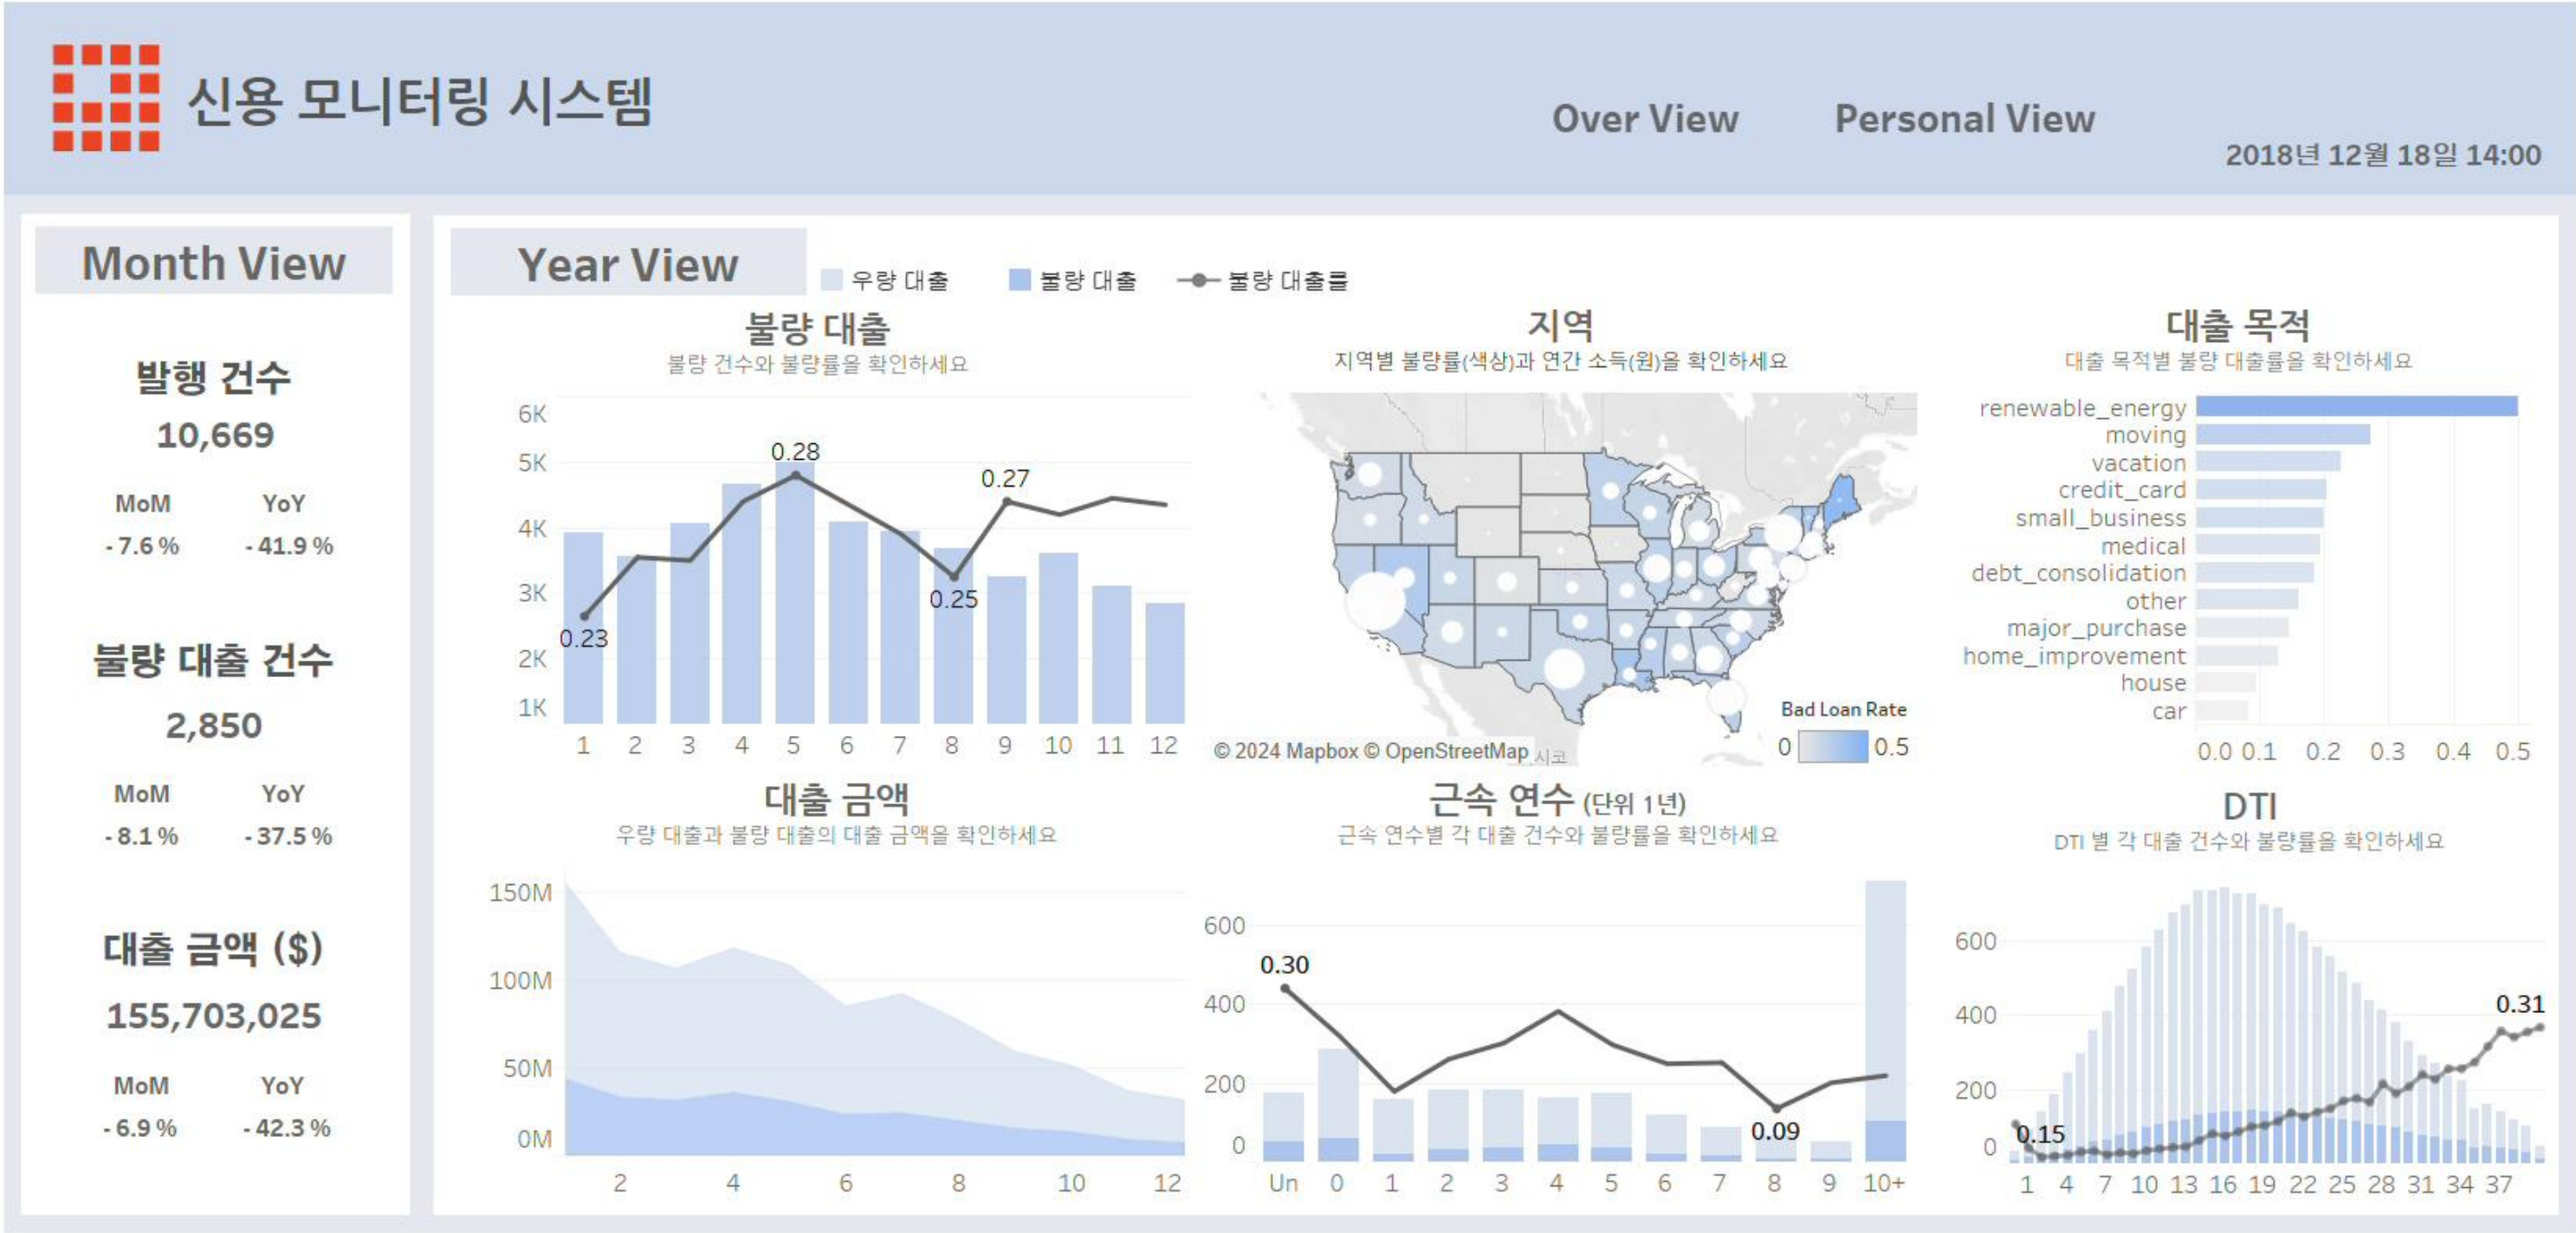 신용 모니터링 시스템
Over View
Personal View
2018년 12월 18일 14:00
Month View
발행 건수
10,669
MoM YoY
- 7.6 % - 41.9 %
불량 대출 건수
2,850
MoM YoY
- 8.1 % - 37.5 %
대출 금액 ($)
155,703,025
MoM YoY
- 6.9 % - 42.3 %
Year View
우량 대출 불량 대출 불량 대출률
불량 대출
불량 건수와 불량률을 확인하세요
6K
5K
4K
3K
2K
1K
0.23
0.28
0.25
0.27
1 2 3 4 5 6 7 8 9 10 11 12
지역
지역별 불량률(색상)과 연간 소득(원)을 확인하세요
Bad Loan Rate
0 0.5
© 2024 Mapbox © OpenStreetMap
시코
대출 목적
대출 목적별 불량 대출률을 확인하세요
renewable_energy
moving
vacation
credit_card
small_business
medical
debt_consolidation
other
major_purchase
home_improvement
house
car
0.0 0.1 0.2 0.3 0.4 0.5
대출 금액
우량 대출과 불량 대출의 대출 금액을 확인하세요
150M
100M
50M
0M
2 4 6 8 10 12
근속 연수 (단위 1년)
근속 연수별 각 대출 건수와 불량률을 확인하세요
600
400
200
0
0.30
0.09
Un 0 1 2 3 4 5 6 7 8 9 10+
DTI
DTI 별 각 대출 건수와 불량률을 확인하세요
600
400
200
0
0.15
0.31
1 4 7 10 13 16 19 22 25 28 31 34 37